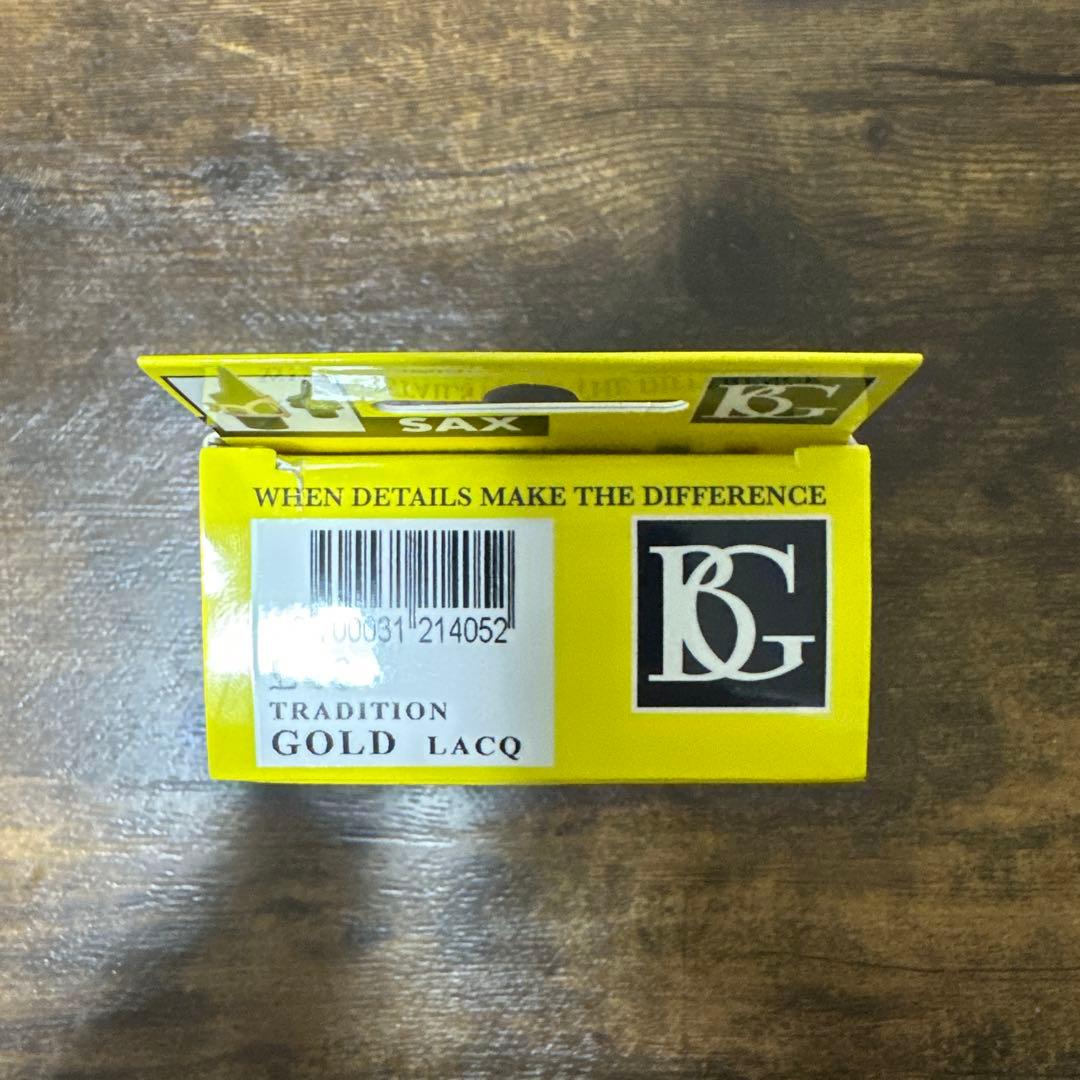 SAX
BG
WHEN DETAILS MAKE THE DIFFERENCE
00031 214052
BG
TRADITION
GOLD LACQ